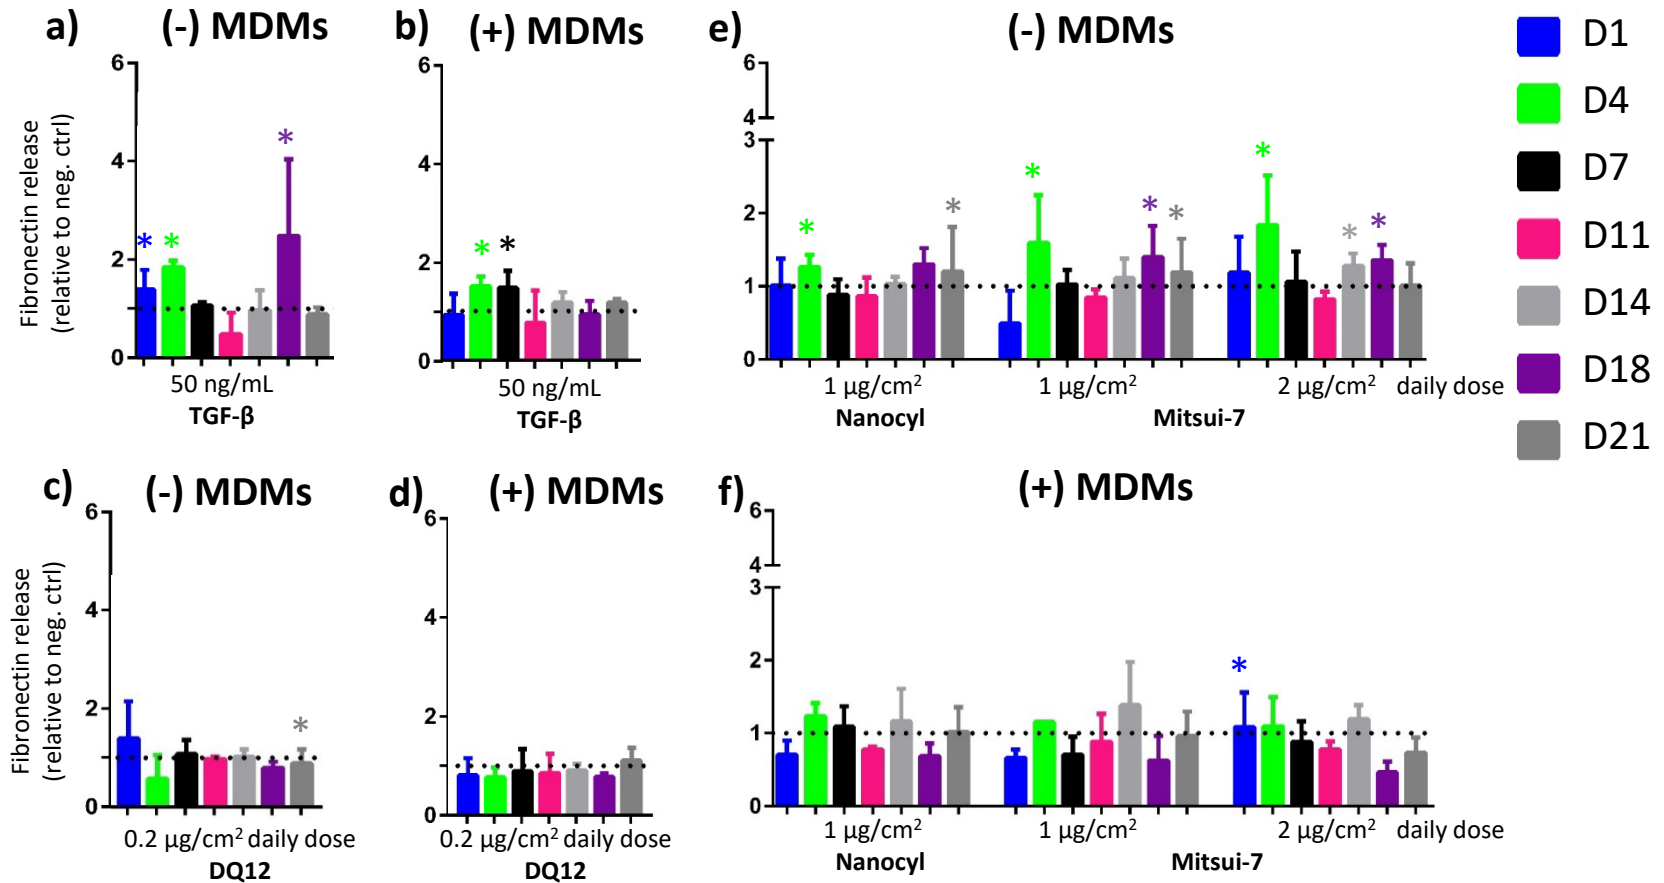 a)
(-) MDMs
b)
(+) MDMs
e)
(-) MDMs
D1
D4
D7
D11
D14
D18
D21
Fibronectin release
(relative to neg. ctrl)
6
4
2
0
*
*
*
50 ng/mL
TGF-β
6
4
2
0
*
*
50 ng/mL
TGF-β
6
4
3
2
1
0
*
*
*
*
*
*
*
*
*
1 µg/cm²
1 µg/cm²
2 µg/cm²
daily dose
Nanocyl
Mitsui-7
c)
(-) MDMs
d)
(+) MDMs
f)
(+) MDMs
Fibronectin release
(relative to neg. ctrl)
6
4
2
0
*
0.2 µg/cm² daily dose
DQ12
6
4
2
0
0.2 µg/cm² daily dose
DQ12
6
4
3
2
1
0
*
1 µg/cm²
1 µg/cm²
2 µg/cm²
daily dose
Nanocyl
Mitsui-7